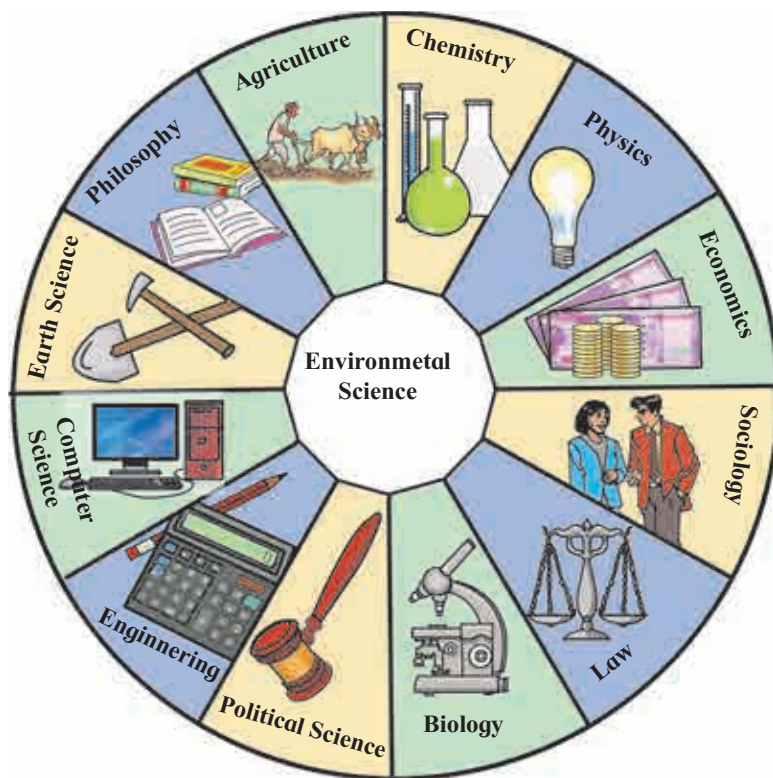 Environmetal
Science
Agriculture
Chemistry
Physics
Economics
Sociology
Law
Biology
Political Science
Enginnering
Computer
Science
Earth Science
Philosophy